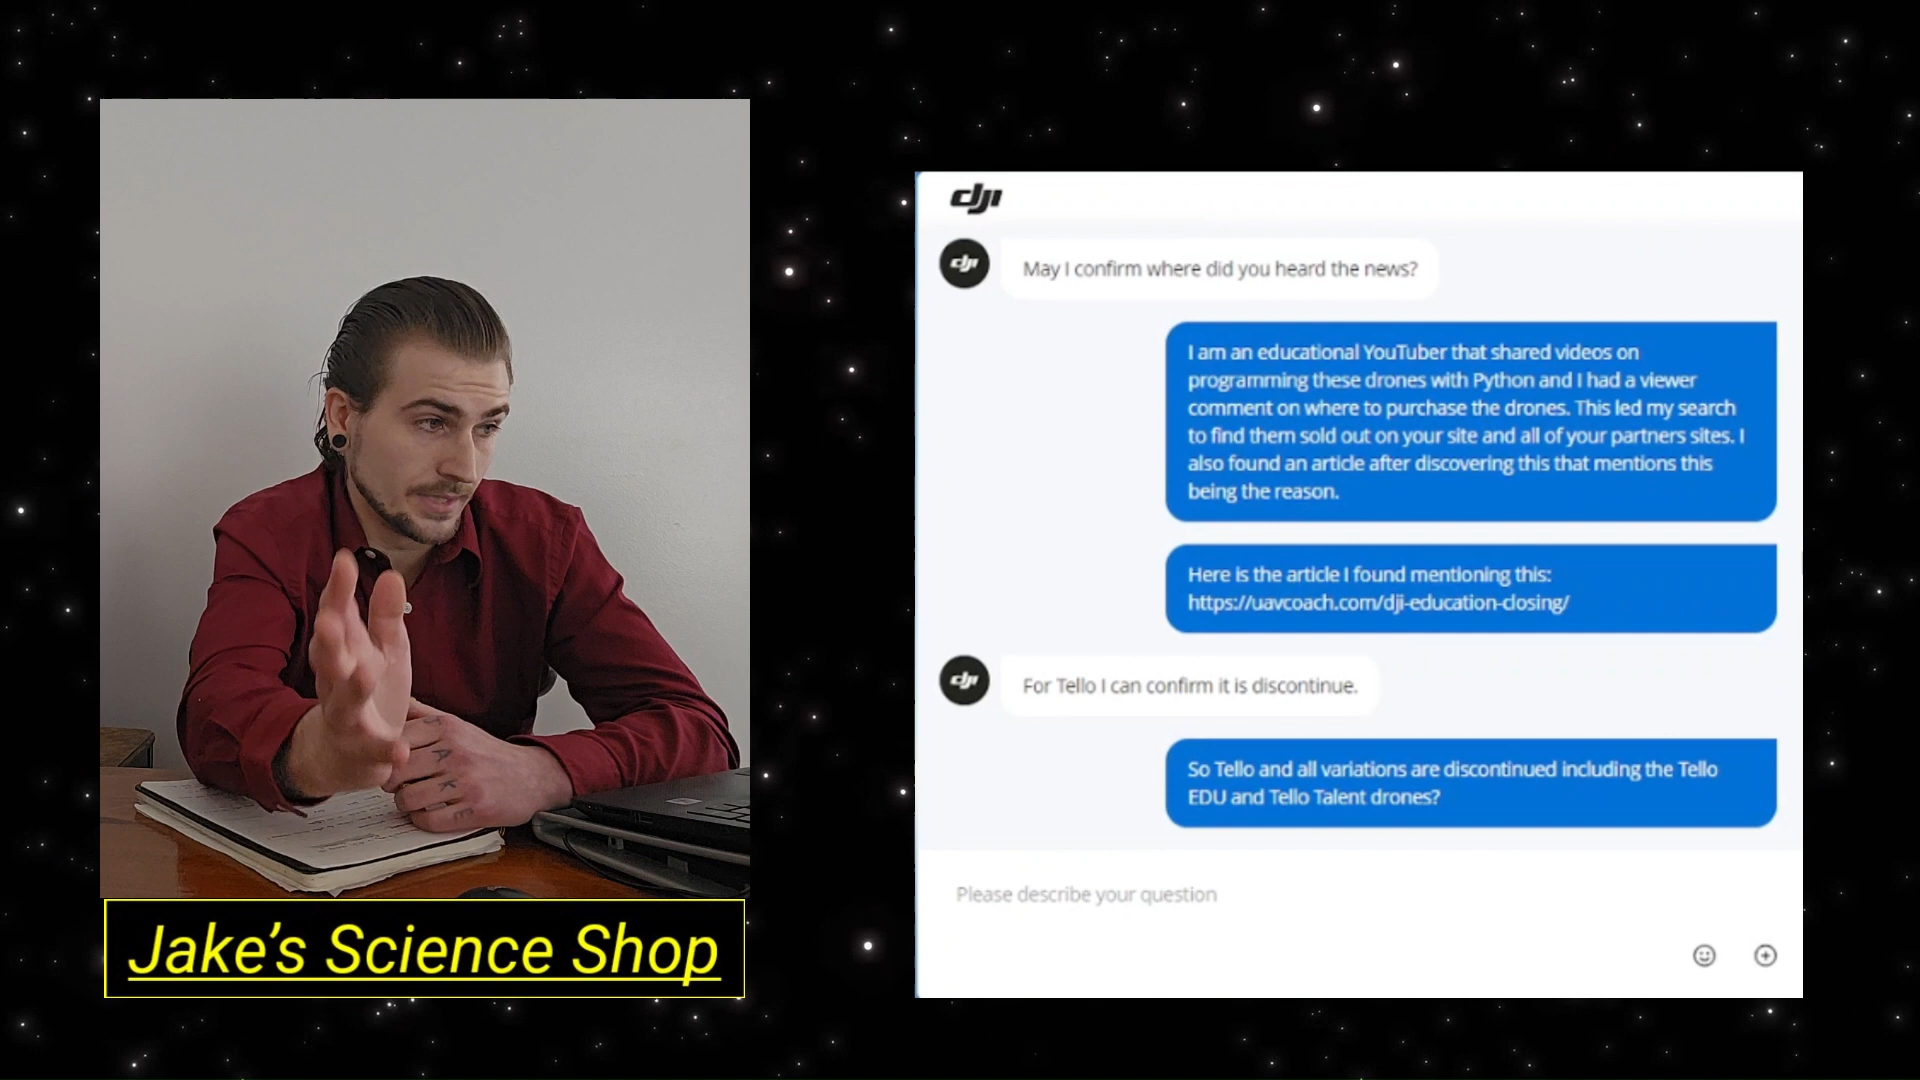 dji
dji
May I confirm where did you heard the news?
I am an educational YouTuber that shared videos on
programming these drones with Python and I had a viewer
comment on where to purchase the drones. This led my search
to find them sold out on your site and all of your partners sites. I
also found an article after discovering this that mentions this
being the reason.
Here is the article I found mentioning this:
https://uavcoach.com/dji-education-closing/
dji
For Tello I can confirm it is discontinue.
So Tello and all variations are discontinued including the Tello
EDU and Tello Talent drones?
Please describe your question
JAKE
Jake's Science Shop